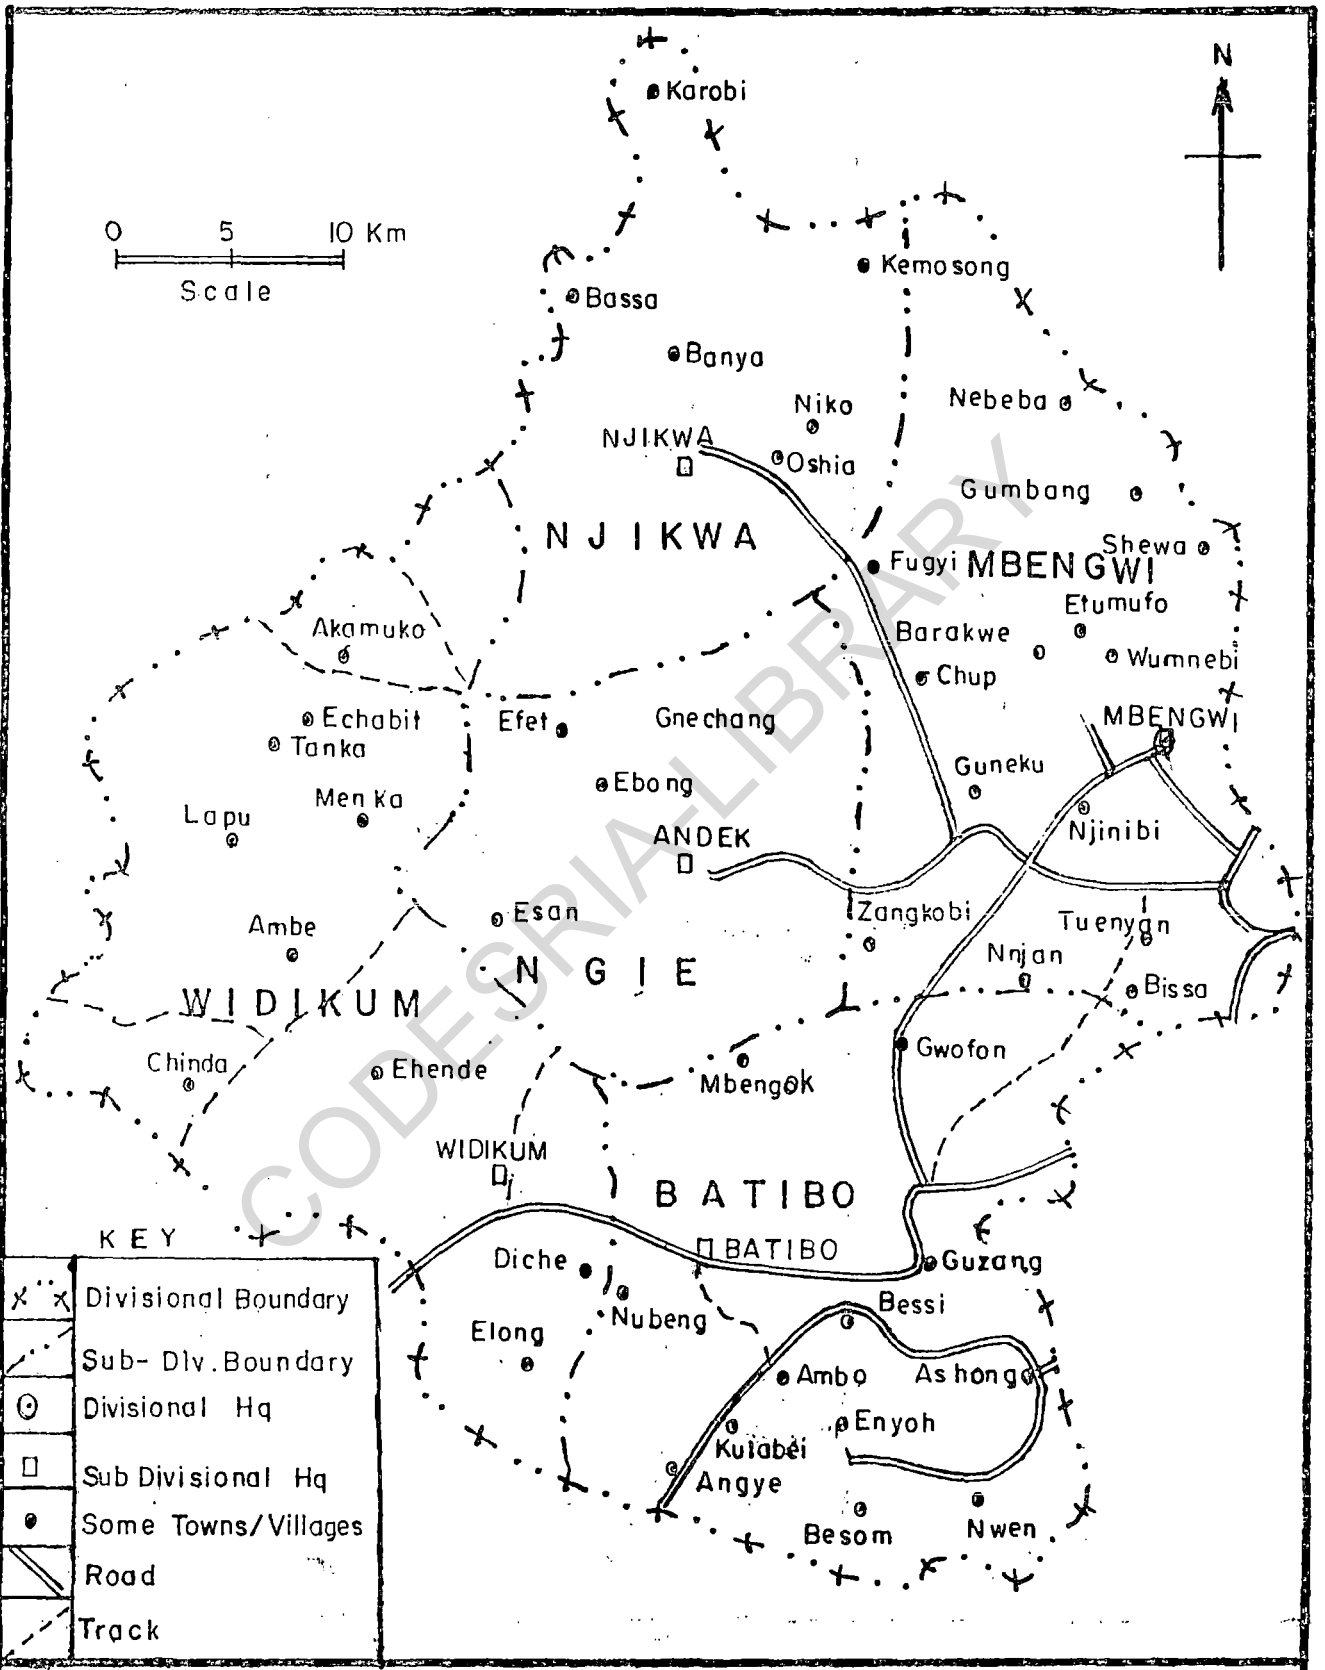 N
Karobi
0 5 10 Km
Scale
Kemosong
Bassa
Banya
Niko
Nebeba
NJIKWA
Oshia
Gumbang
NJIKWA
Shewa
Fugyi
MBENGWI
Etumufo
Akamuko
Barakwe
Wumnebi
Chup
Echabit
Efet
Gnechang
MBENGWI
Tanka
Ebong
Guneku
Men Ka
Lapu
ANDEK
Njinibi
Esan
Zangkobi
Tuenyan
Ambe
Nnjan
NGIE
Bissa
WIDIKUM
Gwofon
Chinda
Ehende
Mbengok
WIDIKUM
BATIBO
KEY
BATIBO
Diche
Guzang
Divisional Boundary
Nubeng
Bessi
Elong
Sub- Dlv. Boundary
Ambo
Ashong
Divisional Hq
Enyoh
Kulabei
Sub Divisional Hq
Angye
Some Towns/Villages
Besom
Nwen
Road
Track
CODESRIA-LIBRARY